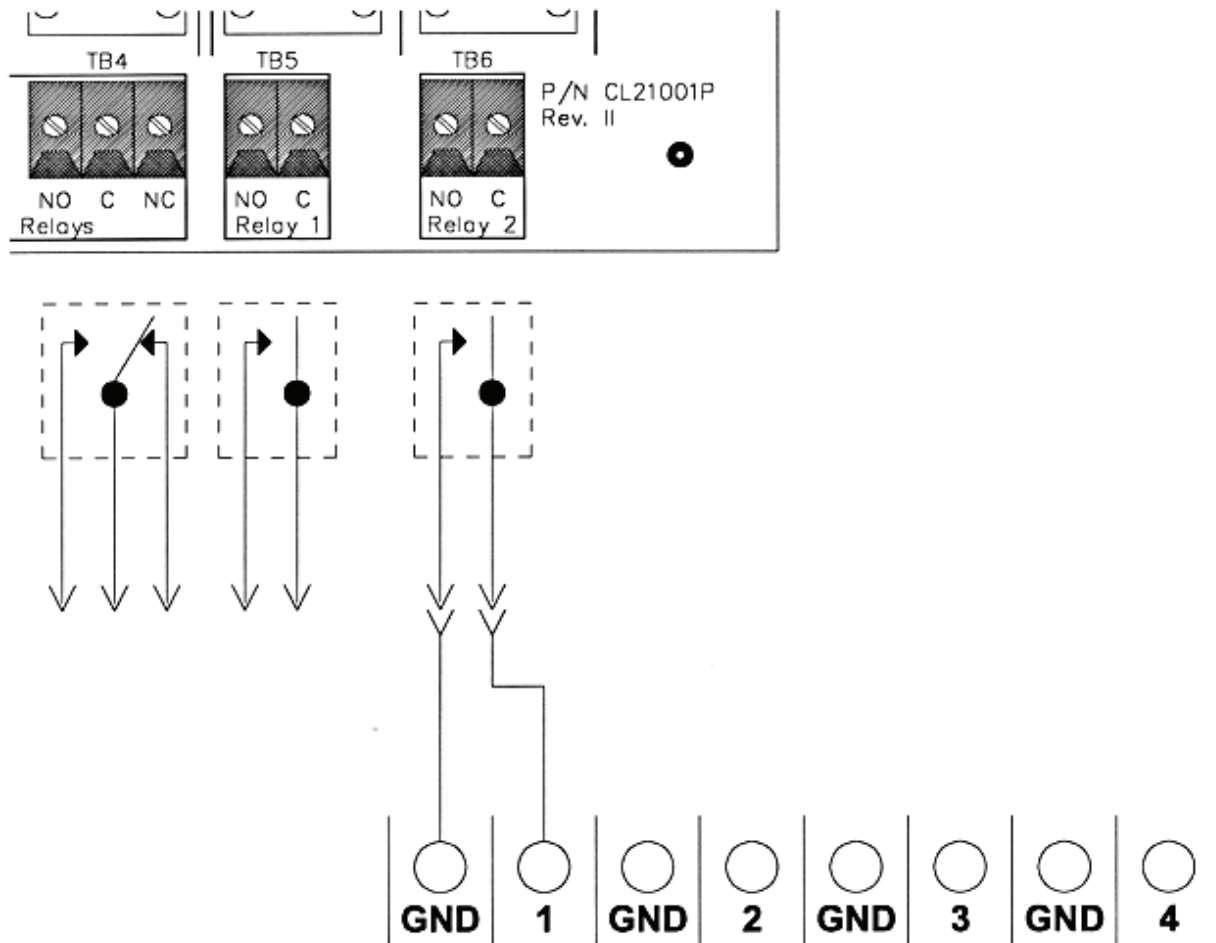 TB4 TB5 TB6
P/N CL21001P
Rev. II
NO C NC NO C NO C
Relays Relay 1 Relay 2
GND 1 GND 2 GND 3 GND 4